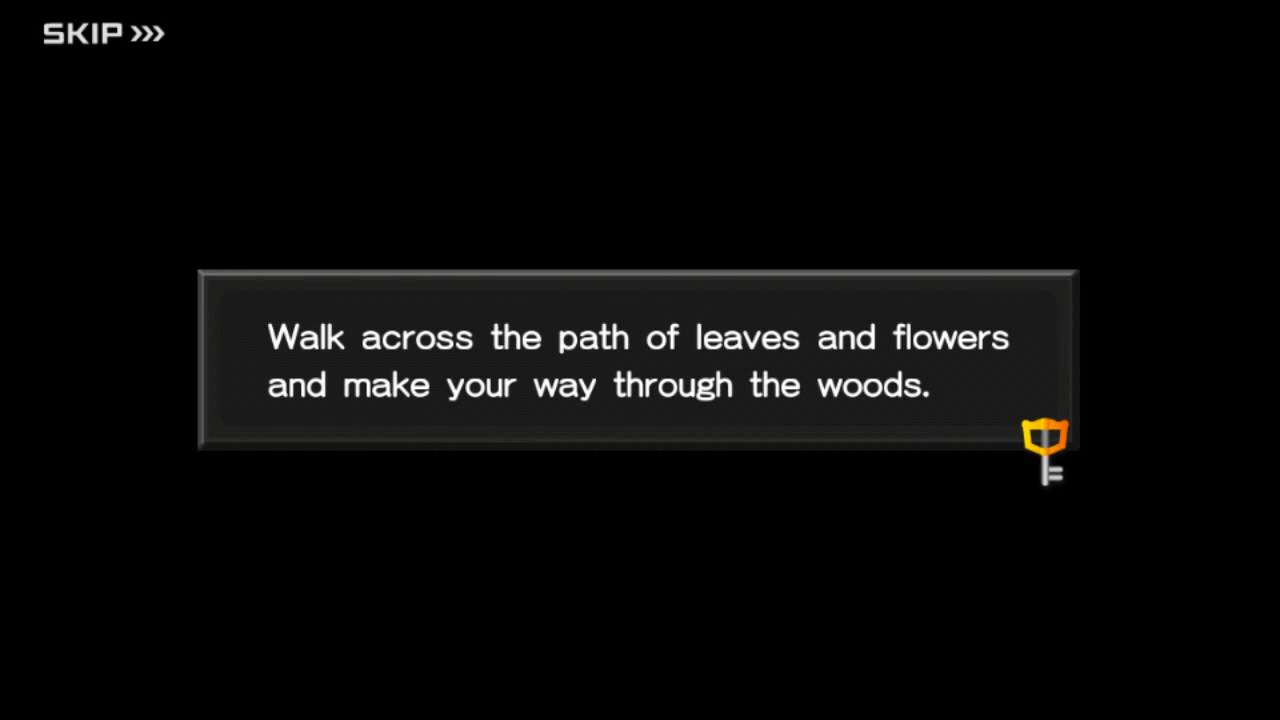 SKIP >>>
Walk across the path of leaves and flowers
and make your way through the woods.